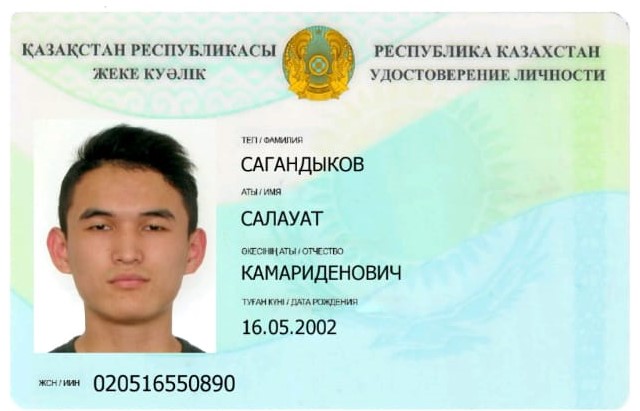 ҚАЗАҚСТАН РЕСПУБЛИКАСЫ
ЖЕКЕ КУӘЛІК
РЕСПУБЛИКА КАЗАХСТАН
УДОСТОВЕРЕНИЕ ЛИЧНОСТИ
ТЕГІ / ФАМИЛИЯ
САГАНДЫКОВ
АТЫ / ИМЯ
САЛАУАТ
ӘКЕСІНІҢ АТЫ / ОТЧЕСТВО
КАМАРИДЕНОВИЧ
ТУҒАН КҮНІ / ДАТА РОЖДЕНИЯ
16.05.2002
ЖСН / ИИН 020516550890